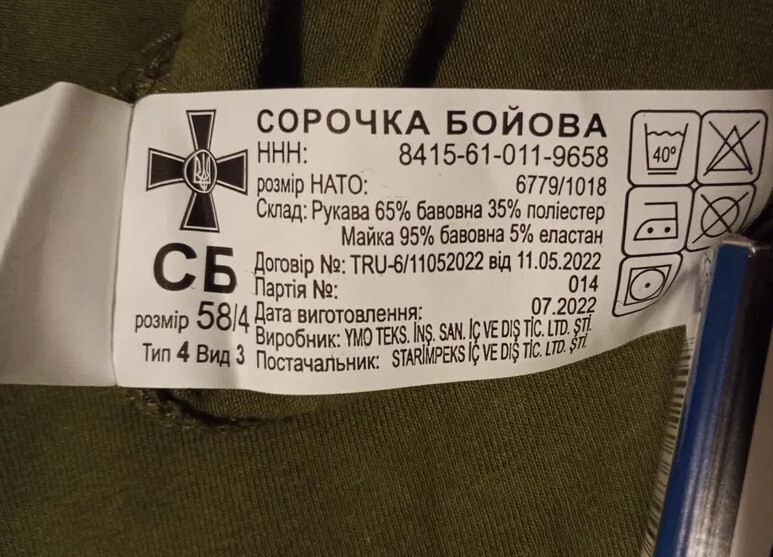 СОРОЧКА БОЙОВА
ННН: 8415-61-011-9658
розмір НАТО: 6779/1018
Склад: Рукава 65% бавовна 35% поліестер
Майка 95% бавовна 5% еластан
Договір №: TRU-6/11052022 від 11.05.2022
Партія №: 014
Дата виготовлення: 07.2022
Виробник: YMO TEKS. İNŞ. SAN. İÇ VE DIŞ TİC. LTD. ŞTİ.
Постачальник: STARİMPEKS İÇ VE DIŞ TİC. LTD. ŞTİ.
СБ
розмір 58/4
Тип 4 Вид 3
40°